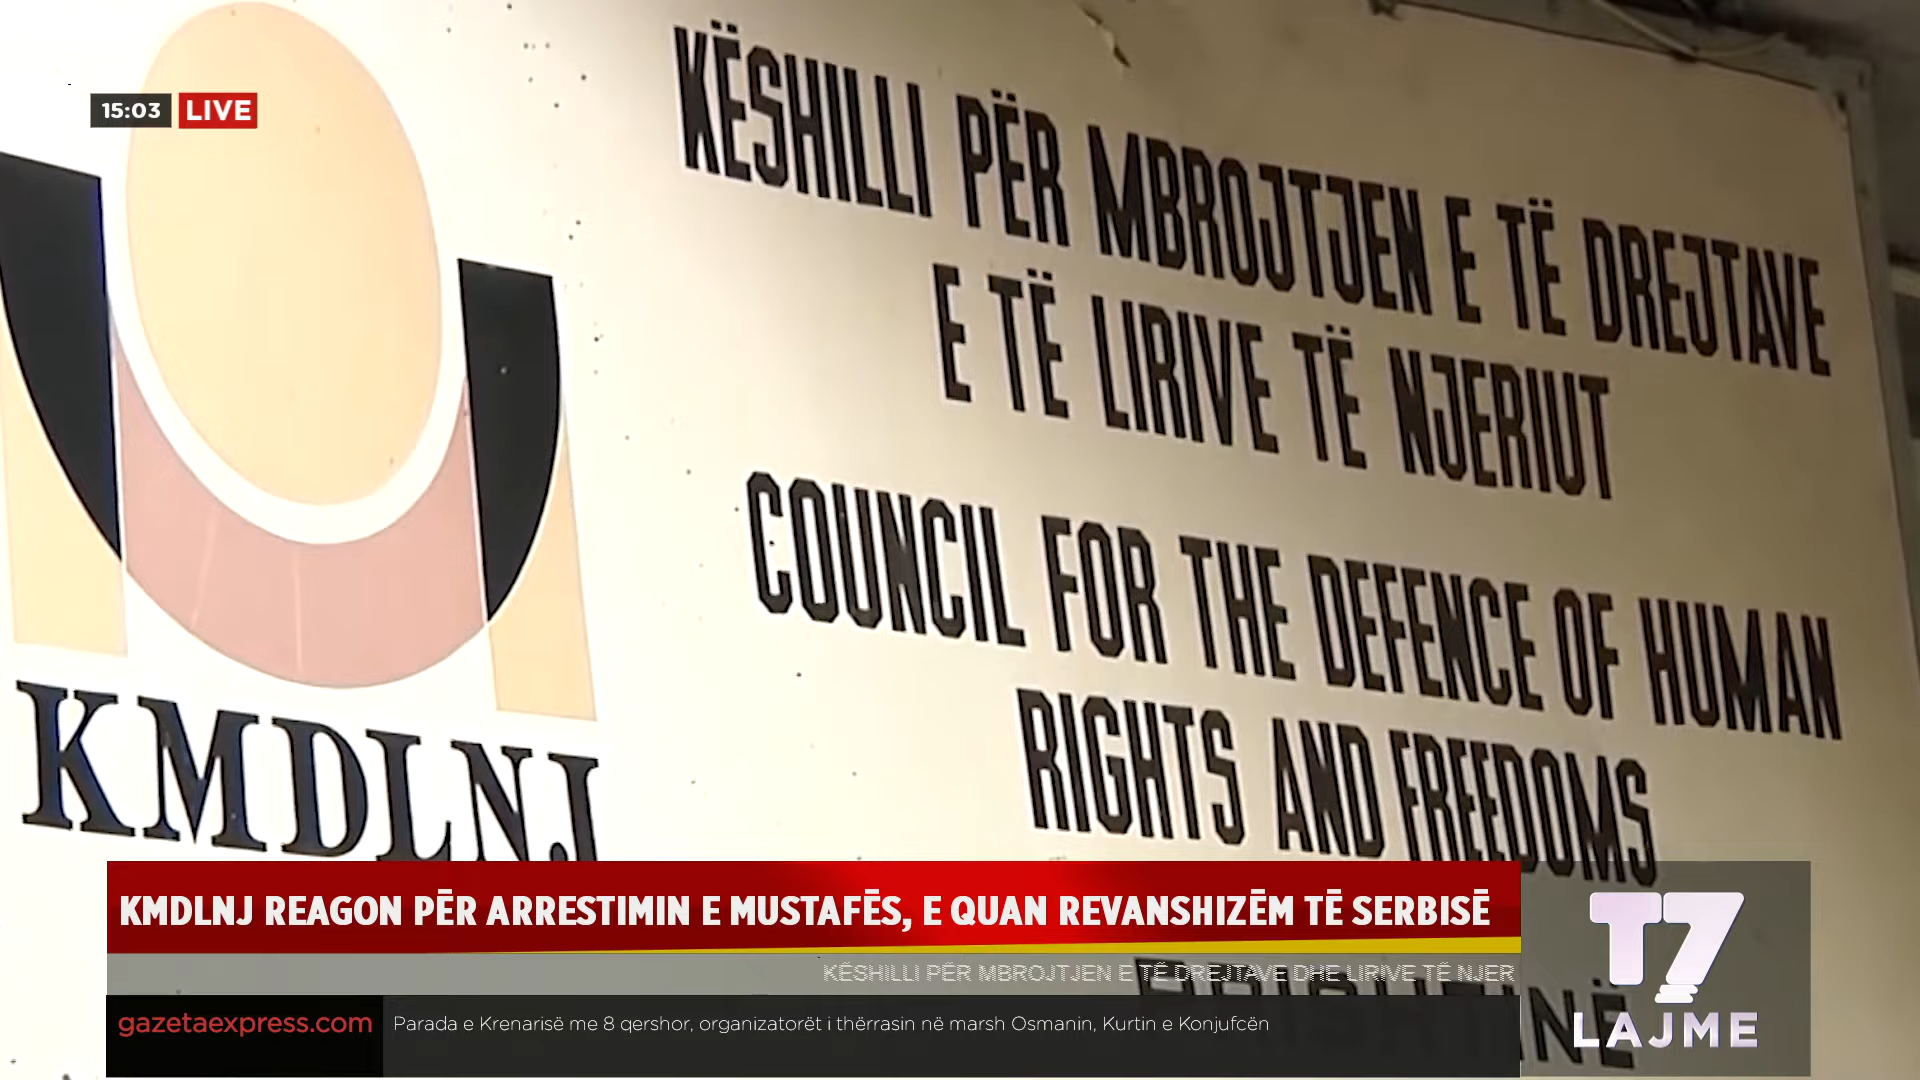 15:03 LIVE
KËSHILLI PËR MBROJTJEN E TË DREJTAVE
E TË LIRIVE TË NJERIUT
COUNCIL FOR THE DEFENCE OF HUMAN
RIGHTS AND FREEDOMS
KMDLNJ
KMDLNJ REAGON PËR ARRESTIMIN E MUSTAFËS, E QUAN REVANSHIZËM TË SERBISË
KËSHILLI PËR MBROJTJEN E TË DREJTAVE DHE LIRIVE TË NJER
gazetaexpress.com Parada e Krenarisë me 8 qershor, organizatorët i thërrasin në marsh Osmanin, Kurtin e Konjufcën
T7
LAJME